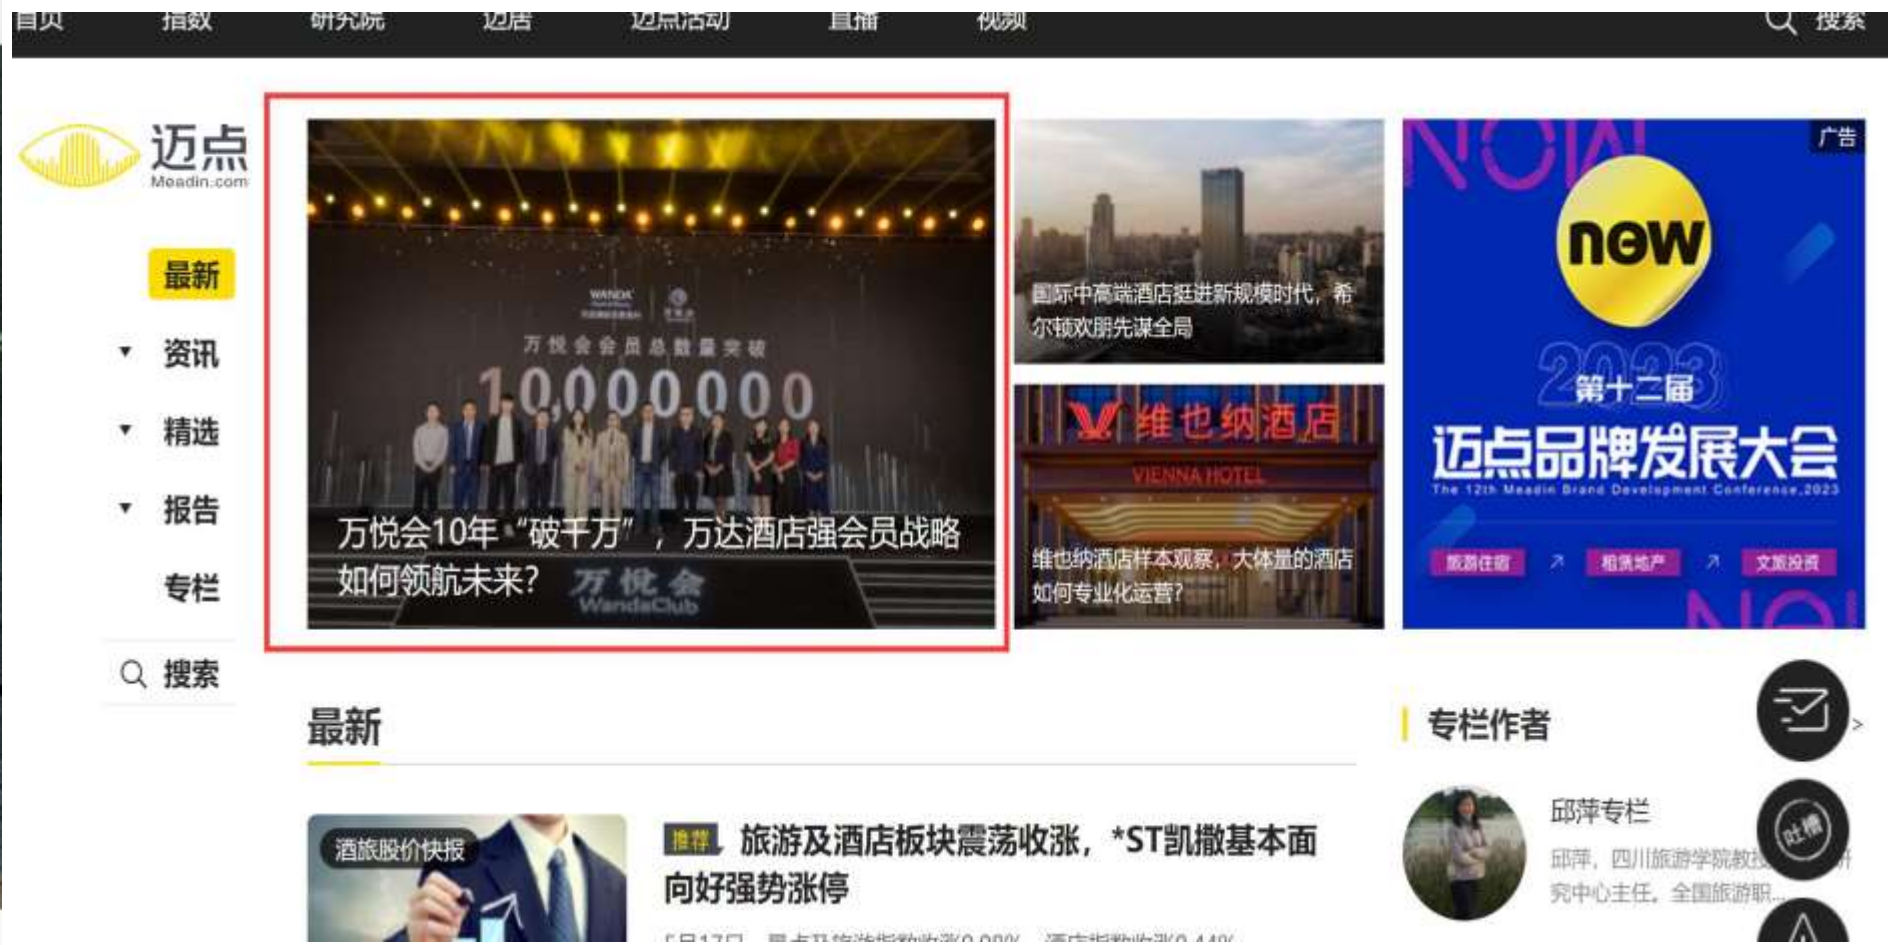 首页 指数 研究院 迈居 迈点活动 直播 视频 搜索
迈点
Meadin.com
最新
资讯
精选
报告
专栏
搜索
WANDA
万悦会会员总数量突破
10,000,000
万悦会10年“破千万”，万达酒店强会员战略
如何领航未来？
万悦会
WandaClub
国际中高端酒店挺进新规模时代，希
尔顿欢朋先谋全局
维也纳酒店
VIENNA HOTEL
维也纳酒店样本观察，大体量的酒店
如何专业化运营？
NOW
广告
now
2023
第十二届
迈点品牌发展大会
The 12th Meadin Brand Development Conference,2023
旅游住宿 ↗ 租赁地产 ↗ 文旅投资
最新
酒旅股价快报
推荐 旅游及酒店板块震荡收涨，*ST凯撒基本面
向好强势涨停
专栏作者
>
邱萍专栏
邱萍，四川旅游学院教授
究中心主任。全国旅游职...
吐槽